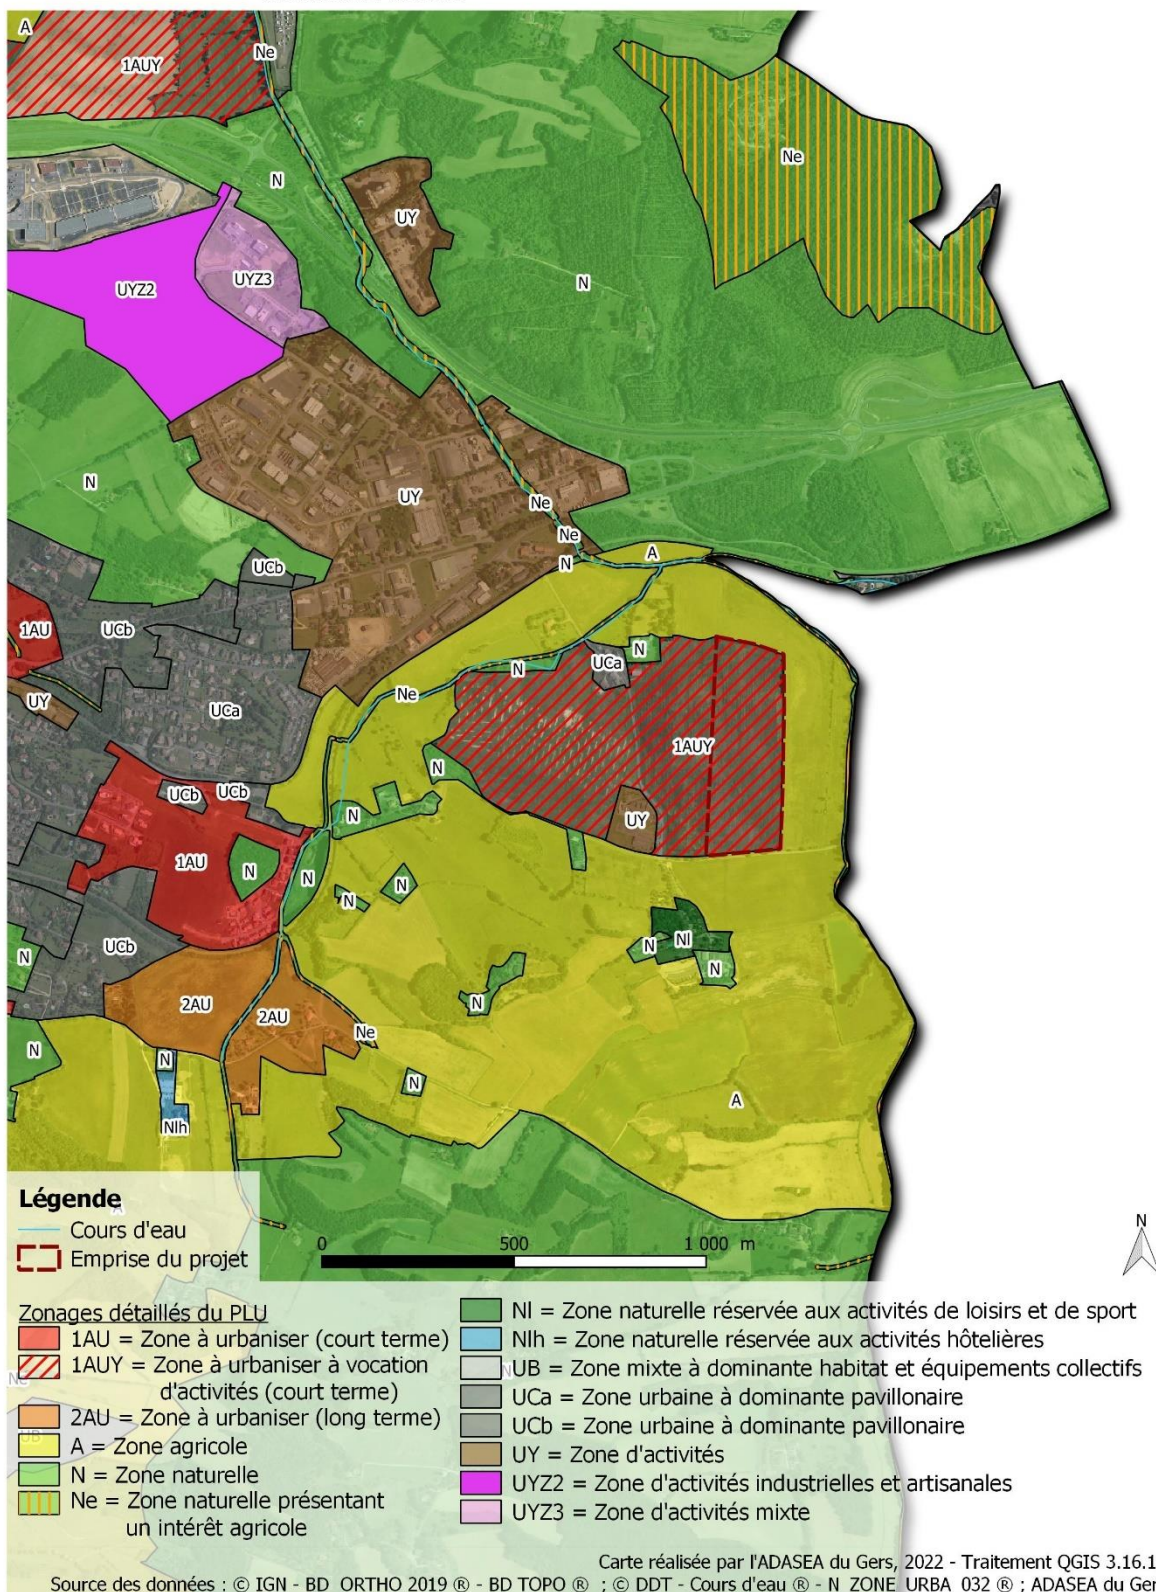 A
1AUY
Ne
N
UY
Ne
N
UYZ3
UYZ2
N
UY
Ne
Ne
N
A
UCb
1AU
UCb
N
UCa
N
UY
Ne
UCa
1AUY
N
UCb
UCb
N
UY
1AU
N
N
N
N
UCb
N
Nl
N
N
2AU
2AU
N
Ne
N
N
N
Nlh
A
Légende
Cours d'eau
Emprise du projet
0 500 1 000 m
N
Zonages détaillés du PLU
1AU = Zone à urbaniser (court terme)
1AUY = Zone à urbaniser à vocation
d'activités (court terme)
2AU = Zone à urbaniser (long terme)
A = Zone agricole
N = Zone naturelle
Ne = Zone naturelle présentant
un intérêt agricole
Nl = Zone naturelle réservée aux activités de loisirs et de sport
Nlh = Zone naturelle réservée aux activités hôtelières
UB = Zone mixte à dominante habitat et équipements collectifs
UCa = Zone urbaine à dominante pavillonaire
UCb = Zone urbaine à dominante pavillonaire
UY = Zone d'activités
UYZ2 = Zone d'activités industrielles et artisanales
UYZ3 = Zone d'activités mixte
Carte réalisée par l'ADASEA du Gers, 2022 - Traitement QGIS 3.16.1
Source des données : © IGN - BD ORTHO 2019 ® - BD TOPO ® ; © DDT - Cours d'eau ® - N_ZONE_URBA_032 ® ; ADASEA du Ger